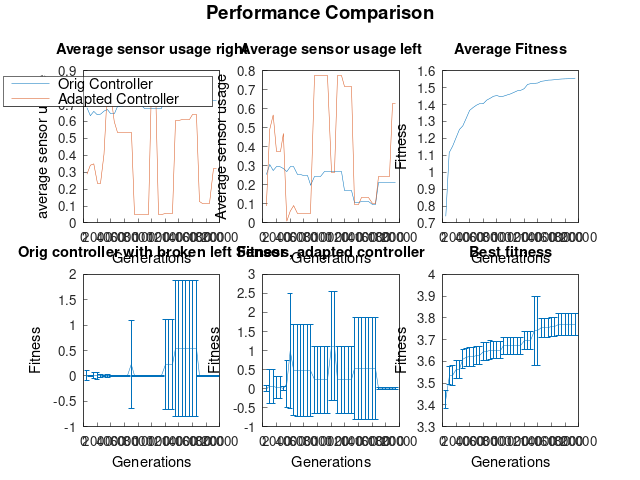 Performance Comparison
Average sensor usage right
Average sensor usage left
Average Fitness
Orig Controller
Adapted Controller
0.9
0.6
0.5
0.4
0.3
0.2
0.1
0
average sensor
Generations
0.8
0.7
0.6
0.5
0.4
0.3
0.2
0.1
0
Average sensor usage
Generations
1.6
1.5
1.4
1.3
1.2
1.1
1
0.9
0.8
0.7
Fitness
Generations
Orig controller with broken left
Fitness, adapted controller
Best fitness
2
1.5
1
0.5
0
-0.5
-1
Fitness
Generations
3
2.5
2
1.5
1
0.5
0
-0.5
-1
Fitness
Generations
4
3.9
3.8
3.7
3.6
3.5
3.4
3.3
Fitness
Generations